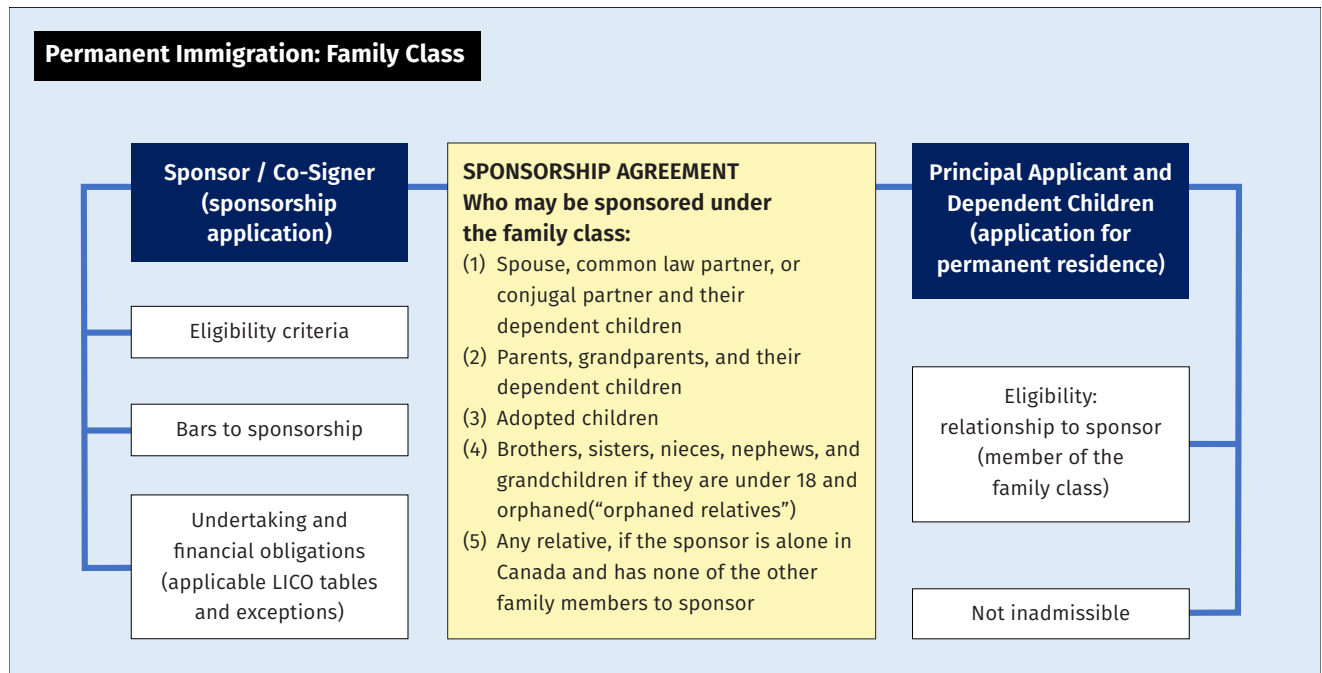 Permanent Immigration: Family Class
Sponsor / Co-Signer
(sponsorship
application)
Eligibility criteria
Bars to sponsorship
Undertaking and
financial obligations
(applicable LICO tables
and exceptions)
SPONSORSHIP AGREEMENT
Who may be sponsored under
the family class:
(1) Spouse, common law partner, or
conjugal partner and their
dependent children
(2) Parents, grandparents, and their
dependent children
(3) Adopted children
(4) Brothers, sisters, nieces, nephews, and
grandchildren if they are under 18 and
orphaned(“orphaned relatives”)
(5) Any relative, if the sponsor is alone in
Canada and has none of the other
family members to sponsor
Principal Applicant and
Dependent Children
(application for
permanent residence)
Eligibility:
relationship to sponsor
(member of the
family class)
Not inadmissible